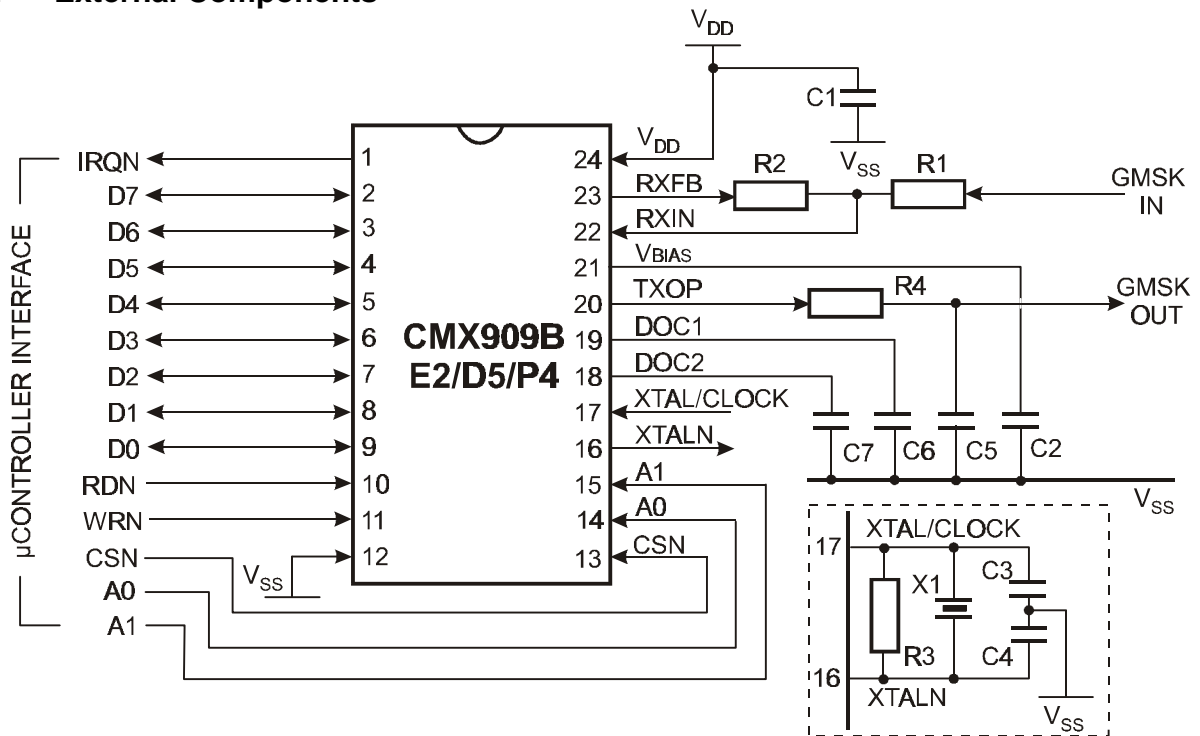 External Components
VDD
C1
VSS
IRQN
D7
D6
D5
D4
D3
D2
D1
D0
RDN
WRN
CSN
A0
A1
µCONTROLLER INTERFACE
1
2
3
4
5
6
7
8
9
10
11
12
VSS
CMX909B
E2/D5/P4
24 VDD
23 RXFB
22 RXIN
21 VBIAS
20 TXOP
19 DOC1
18 DOC2
17 XTAL/CLOCK
16 XTALN
15 A1
14 A0
13 CSN
R2
R1
GMSK
IN
R4
GMSK
OUT
C7
C6
C5
C2
VSS
17
XTAL/CLOCK
X1
C3
R3
C4
16
XTALN
VSS